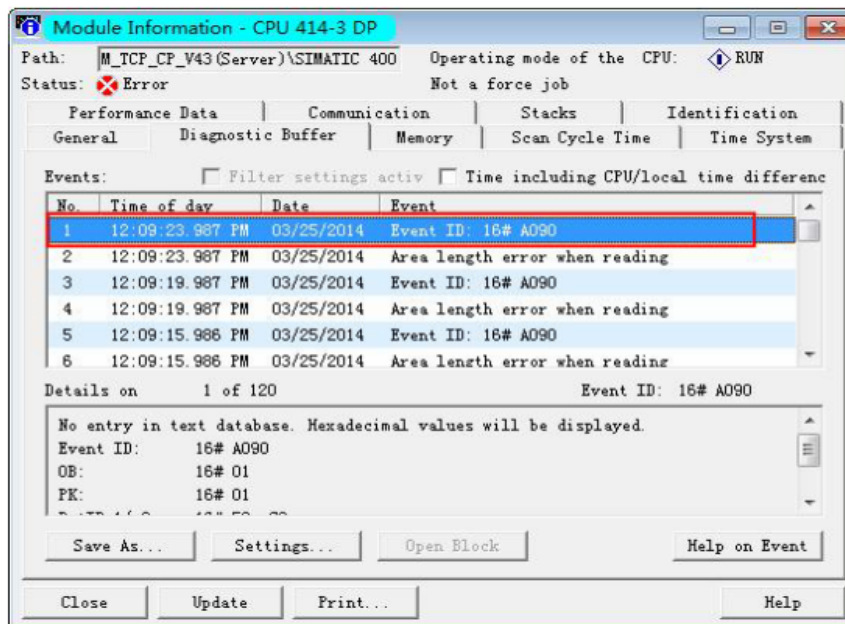 Module Information - CPU 414-3 DP
Path: M_TCP_CP_V43(Server)\SIMATIC 400 Operating mode of the CPU: RUN
Status: Error Not a force job
Performance Data Communication Stacks Identification
General Diagnostic Buffer Memory Scan Cycle Time Time System
Events: Filter settings activ Time including CPU/local time differenc
No. Time of day Date Event
1 12:09:23.987 PM 03/25/2014 Event ID: 16# A090
2 12:09:23.987 PM 03/25/2014 Area length error when reading
3 12:09:19.987 PM 03/25/2014 Event ID: 16# A090
4 12:09:19.987 PM 03/25/2014 Area length error when reading
5 12:09:15.986 PM 03/25/2014 Event ID: 16# A090
6 12:09:15.986 PM 03/25/2014 Area length error when reading
Details on 1 of 120 Event ID: 16# A090
No entry in text database. Hexadecimal values will be displayed.
Event ID: 16# A090
OB: 16# 01
PK: 16# 01
Save As... Settings... Open Block Help on Event
Close Update Print... Help